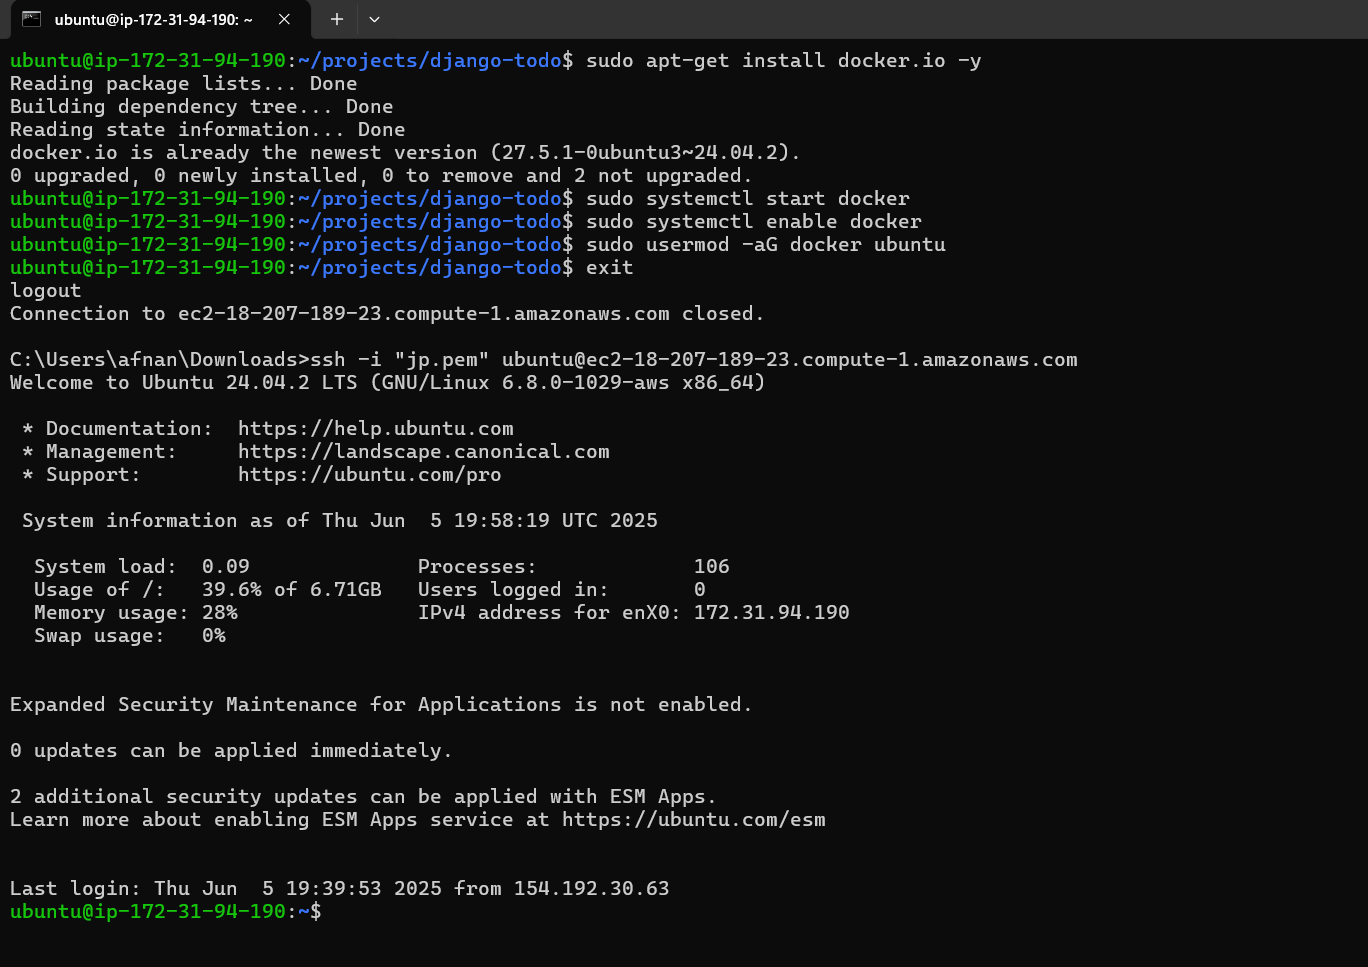 ubuntu@ip-172-31-94-190: ~
ubuntu@ip-172-31-94-190:~/projects/django-todo$ sudo apt-get install docker.io -y
Reading package lists... Done
Building dependency tree... Done
Reading state information... Done
docker.io is already the newest version (27.5.1-0ubuntu3~24.04.2).
0 upgraded, 0 newly installed, 0 to remove and 2 not upgraded.
ubuntu@ip-172-31-94-190:~/projects/django-todo$ sudo systemctl start docker
ubuntu@ip-172-31-94-190:~/projects/django-todo$ sudo systemctl enable docker
ubuntu@ip-172-31-94-190:~/projects/django-todo$ sudo usermod -aG docker ubuntu
ubuntu@ip-172-31-94-190:~/projects/django-todo$ exit
logout
Connection to ec2-18-207-189-23.compute-1.amazonaws.com closed.
C:\Users\afnan\Downloads>ssh -i "jp.pem" ubuntu@ec2-18-207-189-23.compute-1.amazonaws.com
Welcome to Ubuntu 24.04.2 LTS (GNU/Linux 6.8.0-1029-aws x86_64)
* Documentation:  https://help.ubuntu.com
* Management:     https://landscape.canonical.com
* Support:        https://ubuntu.com/pro
System information as of Thu Jun  5 19:58:19 UTC 2025
System load:  0.09              Processes:             106
Usage of /:   39.6% of 6.71GB   Users logged in:       0
Memory usage: 28%               IPv4 address for enX0: 172.31.94.190
Swap usage:   0%
Expanded Security Maintenance for Applications is not enabled.
0 updates can be applied immediately.
2 additional security updates can be applied with ESM Apps.
Learn more about enabling ESM Apps service at https://ubuntu.com/esm
Last login: Thu Jun  5 19:39:53 2025 from 154.192.30.63
ubuntu@ip-172-31-94-190:~$